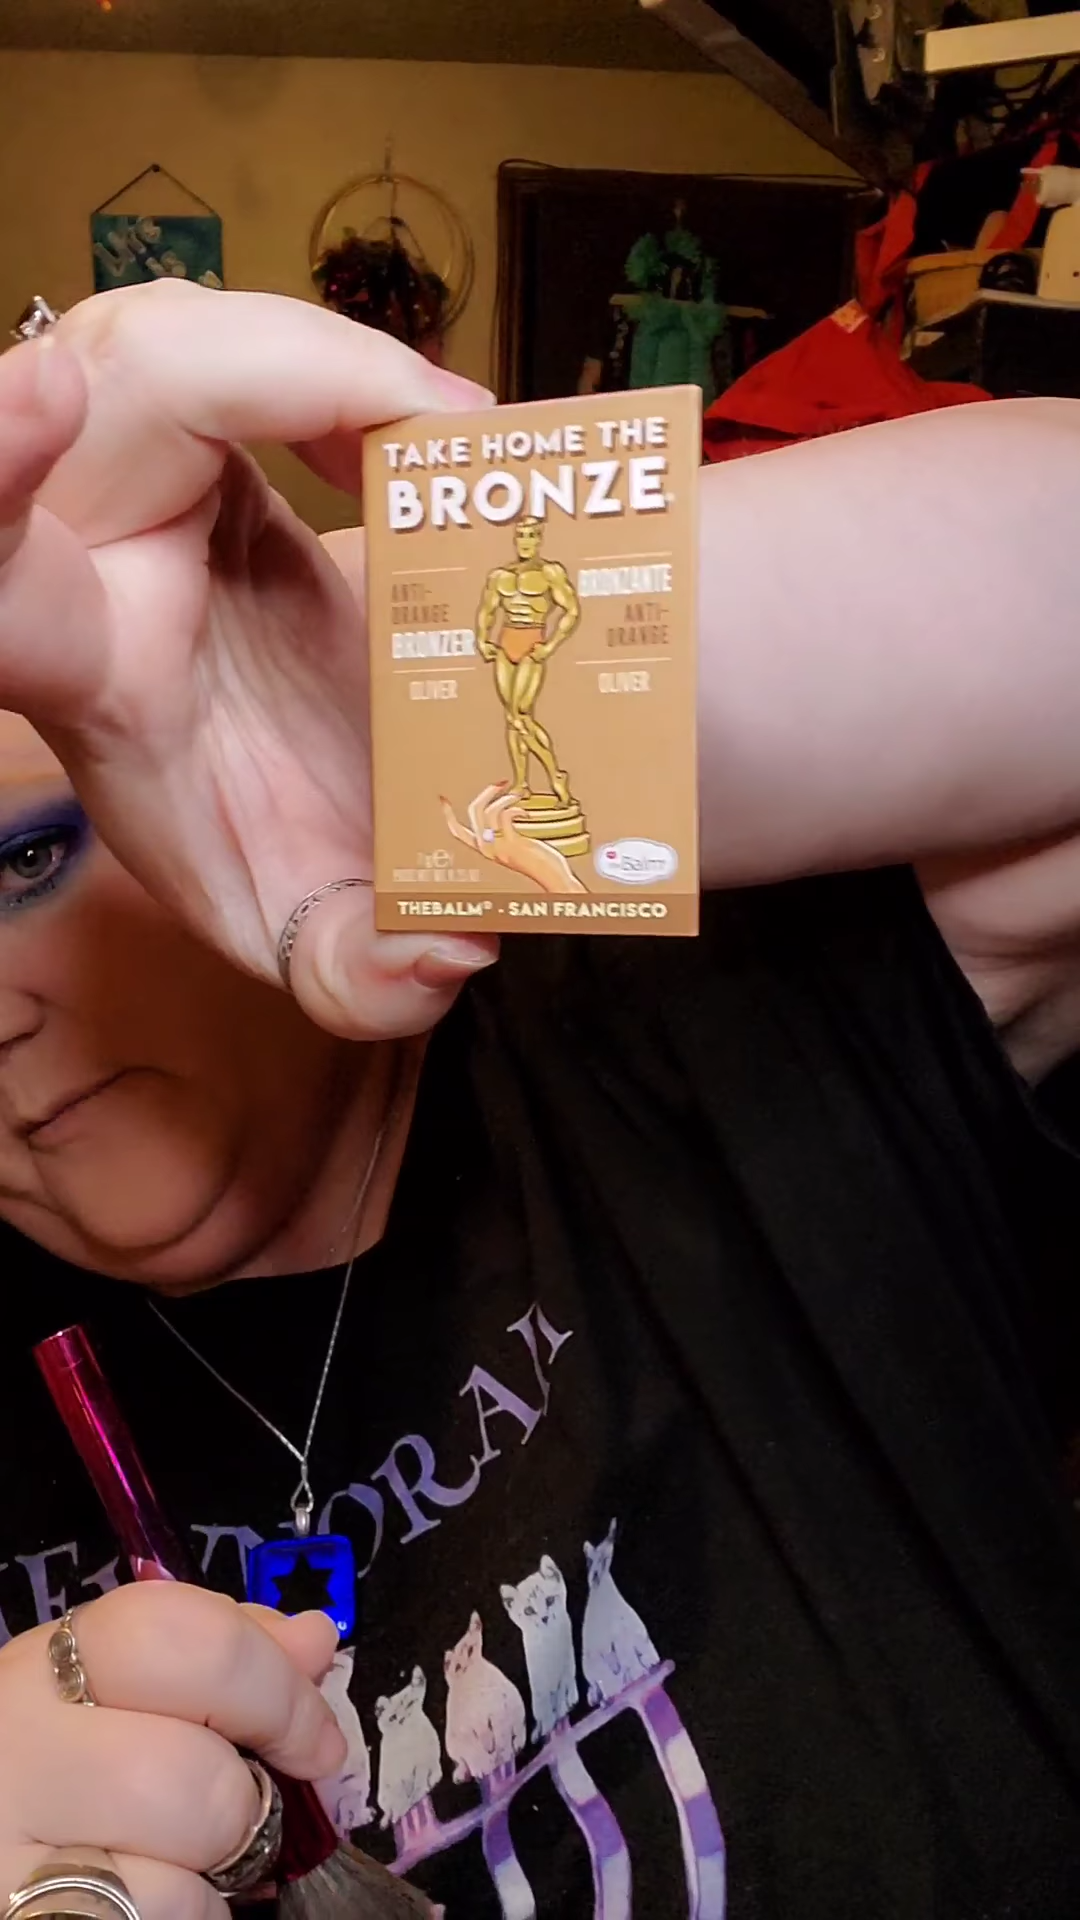 TAKE HOME THE
BRONZE
ANTI-
ORANGE
BRONZER
OLIVER
BRONZANTE
ANTI-
ORANGE
OLIVER
theBalm
THEBALM® - SAN FRANCISCO